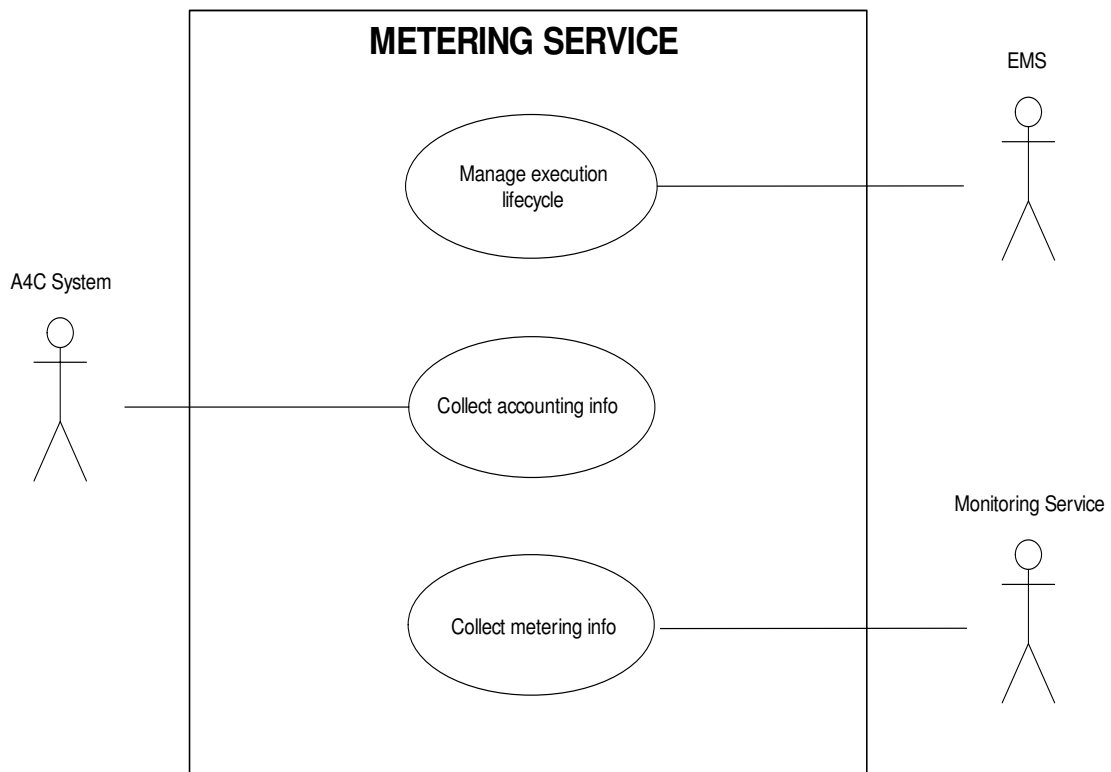 METERING SERVICE
EMS
Manage execution
lifecycle
A4C System
Collect accounting info
Monitoring Service
Collect metering info